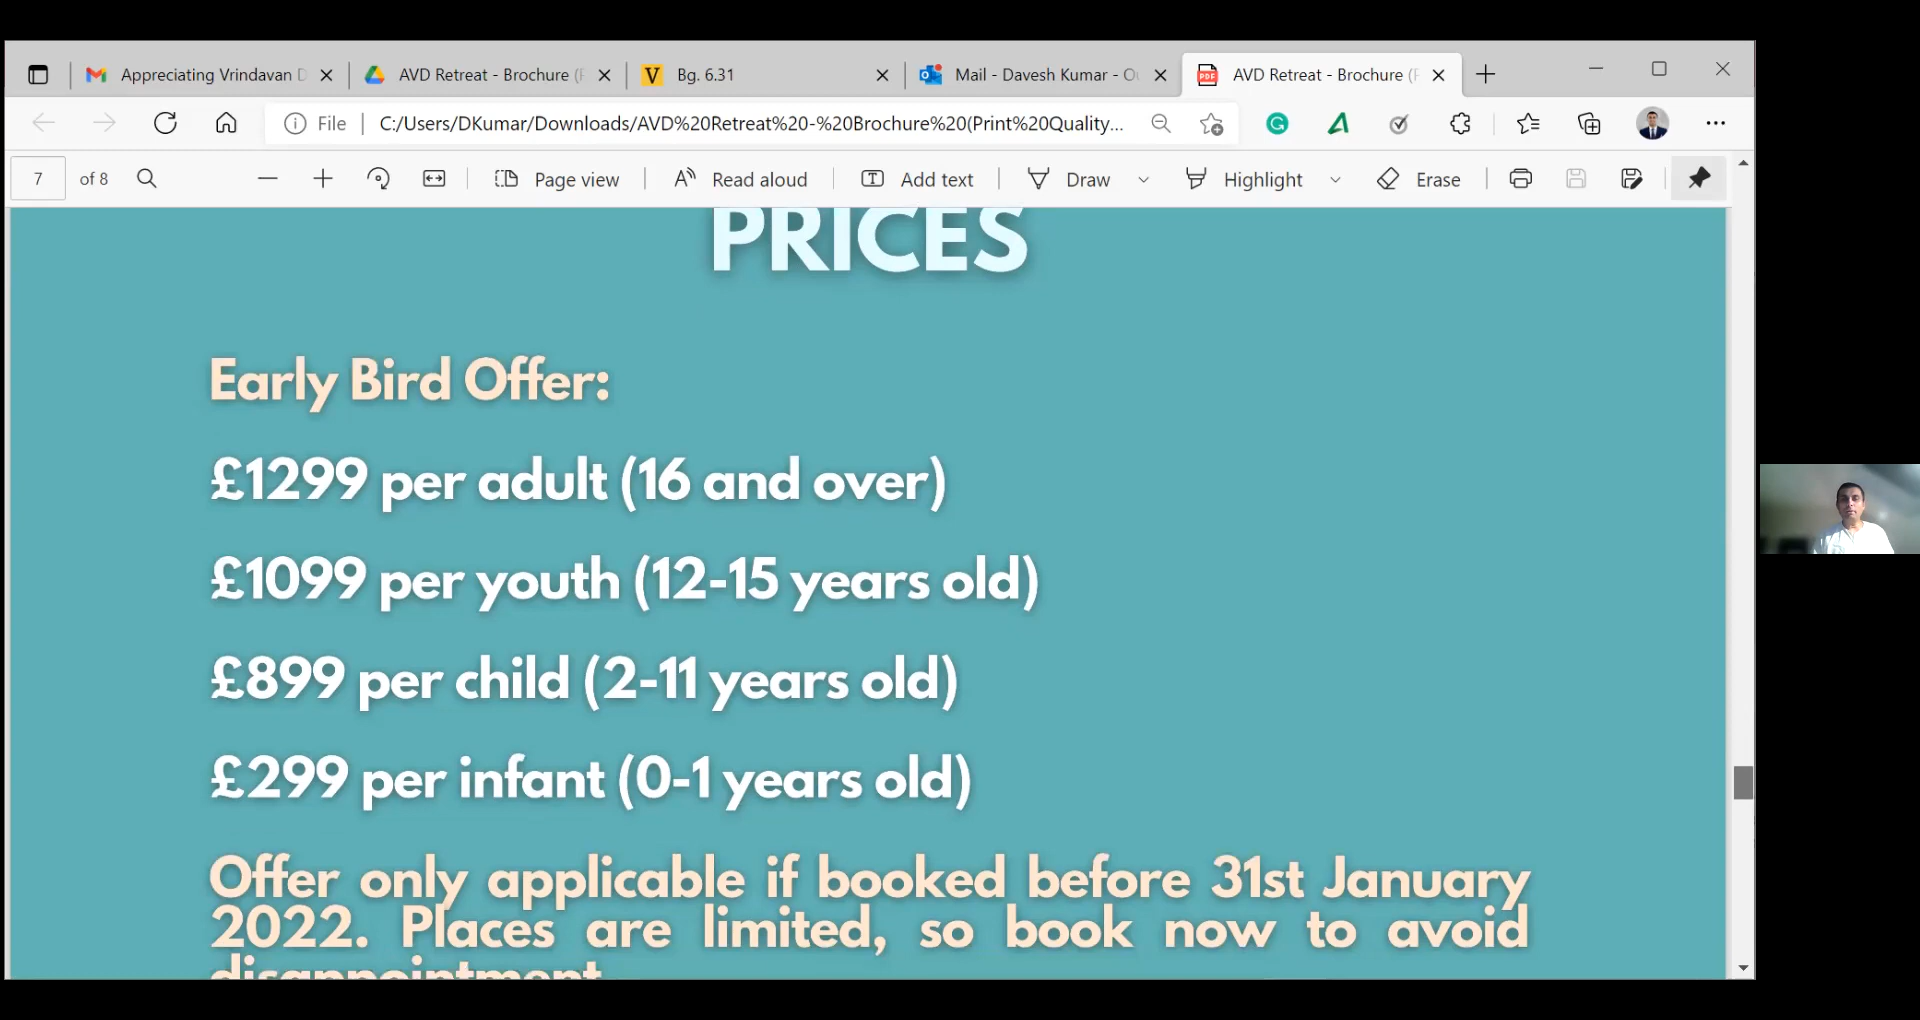 Appreciating Vrindavan D
AVD Retreat - Brochure (F
Bg. 6.31
Mail - Davesh Kumar - Ou
AVD Retreat - Brochure (F
File
C:/Users/DKumar/Downloads/AVD%20Retreat%20-%20Brochure%20(Print%20Quality...
7 of 8
Page view
Read aloud
Add text
Draw
Highlight
Erase
PRICES
Early Bird Offer:
£1299 per adult (16 and over)
£1099 per youth (12-15 years old)
£899 per child (2-11 years old)
£299 per infant (0-1 years old)
Offer only applicable if booked before 31st January
2022. Places are limited, so book now to avoid
disappointment